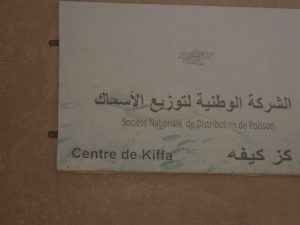 الشركة الوطنية لتوزيع الأسماك
Société Nationale de Distribution de Poisson
Centre de Kiffa
كز كيفه